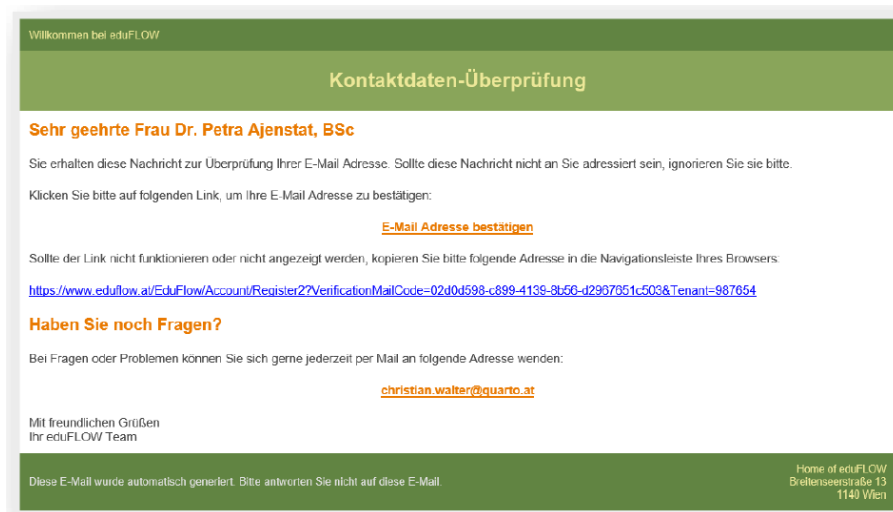 Willkommen bei eduFLOW
Kontaktdaten-Überprüfung
Sehr geehrte Frau Dr. Petra Ajenstat, BSc
Sie erhalten diese Nachricht zur Überprüfung Ihrer E-Mail Adresse. Sollte diese Nachricht nicht an Sie adressiert sein, ignorieren Sie sie bitte.
Klicken Sie bitte auf folgenden Link, um Ihre E-Mail Adresse zu bestätigen:
E-Mail Adresse bestätigen
Sollte der Link nicht funktionieren oder nicht angezeigt werden, kopieren Sie bitte folgende Adresse in die Navigationsleiste Ihres Browsers:
https://www.eduflow.at/EduFlow/Account/Register2?VerificationMailCode=02d0d598-c899-4139-8b56-d2967651c503&Tenant=987654
Haben Sie noch Fragen?
Bei Fragen oder Problemen können Sie sich gerne jederzeit per Mail an folgende Adresse wenden:
christian.walter@quarto.at
Mit freundlichen Grüßen
Ihr eduFLOW Team
Diese E-Mail wurde automatisch generiert. Bitte antworten Sie nicht auf diese E-Mail.
Home of eduFLOW
Breitenseerstraße 13
1140 Wien